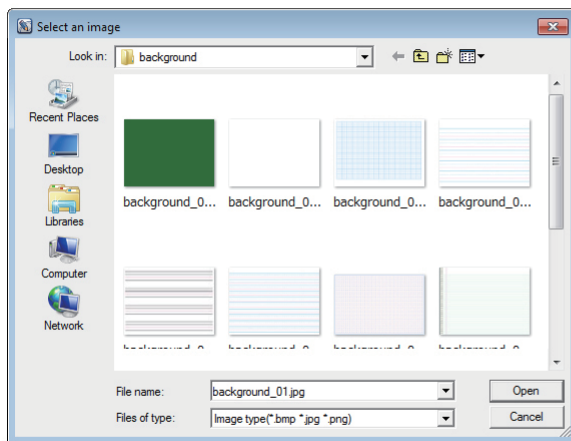 Select an image
Look in: background
Recent Places
Desktop
Libraries
Computer
Network
background_0... background_0... background_0... background_0...
File name: background_01.jpg Open
Files of type: Image type(*.bmp *.jpg *.png) Cancel